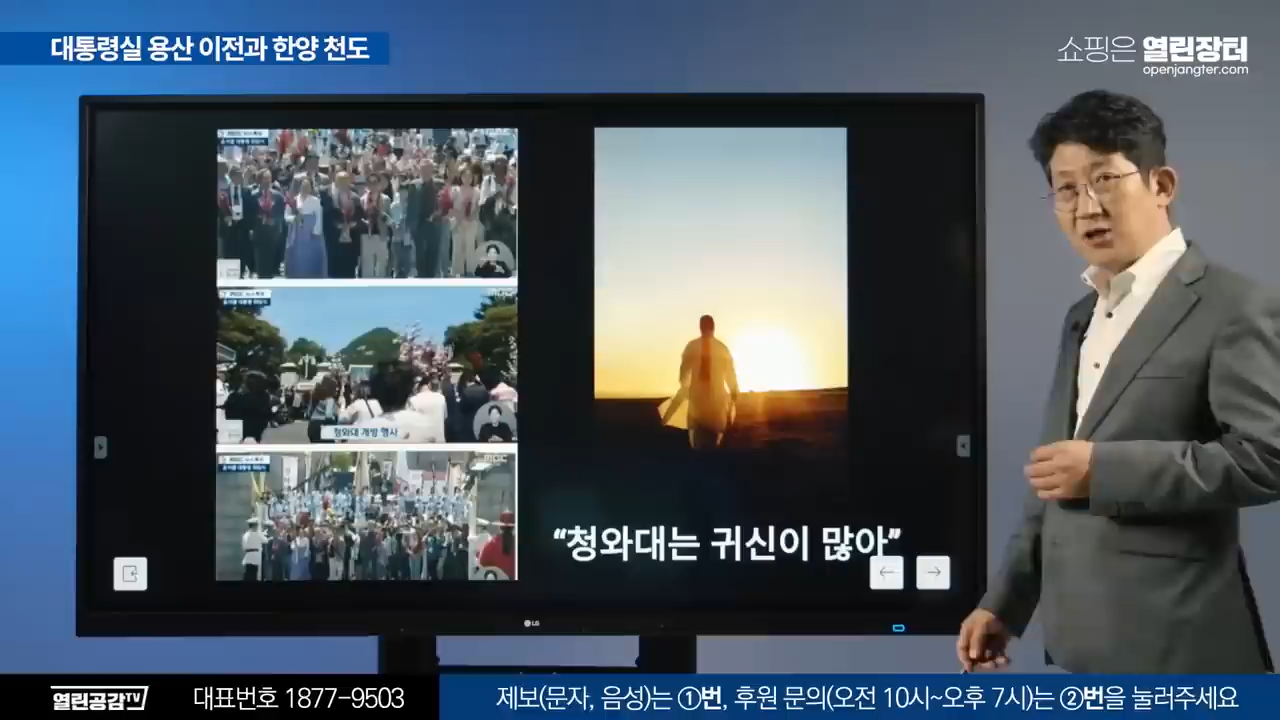 대통령실 용산 이전과 한양 천도
쇼핑은 열린장터
openjangter.com
MBC
청와대 개방 행사
MBC
“청와대는 귀신이 많아”
LG
열린공감TV
대표번호 1877-9503
제보(문자, 음성)는 ①번, 후원 문의(오전 10시~오후 7시)는 ②번을 눌러주세요